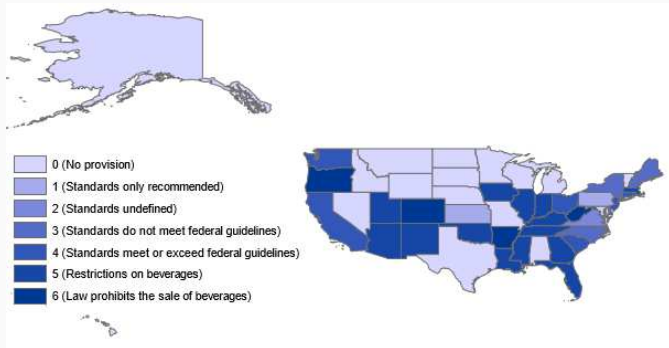 0 (No provision)
1 (Standards only recommended)
2 (Standards undefined)
3 (Standards do not meet federal guidelines)
4 (Standards meet or exceed federal guidelines)
5 (Restrictions on beverages)
6 (Law prohibits the sale of beverages)